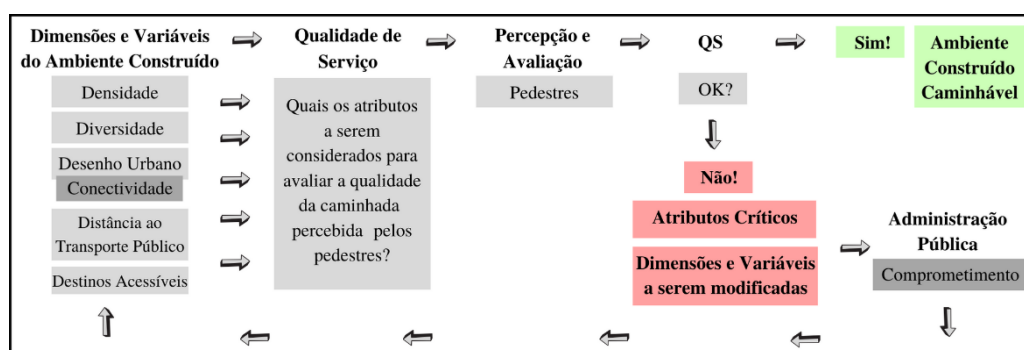 Dimensões e Variáveis
do Ambiente Construído
Densidade
Diversidade
Desenho Urbano
Conectividade
Distância ao
Transporte Público
Destinos Acessíveis
Qualidade de
Serviço
Quais os atributos
a serem
considerados para
avaliar a qualidade
da caminhada
percebida pelos
pedestres?
Percepção e
Avaliação
Pedestres
QS
OK?
Não!
Atributos Críticos
Dimensões e Variáveis
a serem modificadas
Sim!
Ambiente
Construído
Caminhável
Administração
Pública
Comprometimento